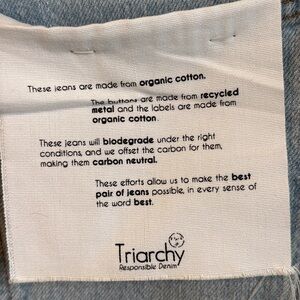 These jeans are made from organic cotton.
The buttons are made from recycled
metal and the labels are made from
organic cotton
These jeans will biodegrade under the right
conditions, and we offset the carbon for them,
making them carbon neutral.
These efforts allow us to make the best
pair of jeans possible, in every sense of
the word best.
Triarchy
Responsible Denim